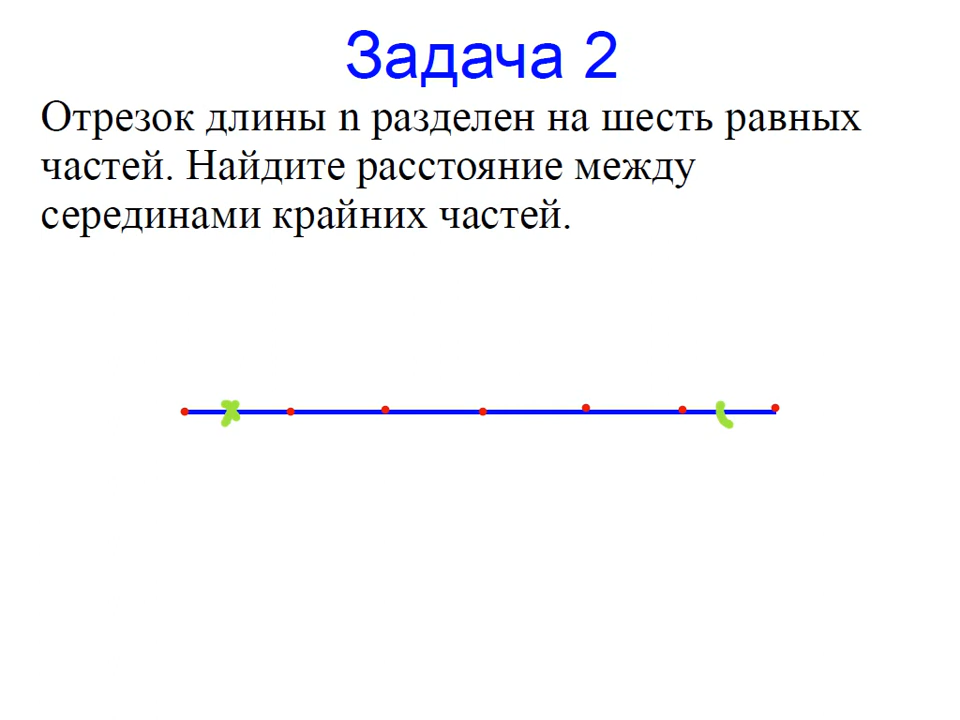 Задача 2
Отрезок длины n разделен на шесть равных
частей. Найдите расстояние между
серединами крайних частей.